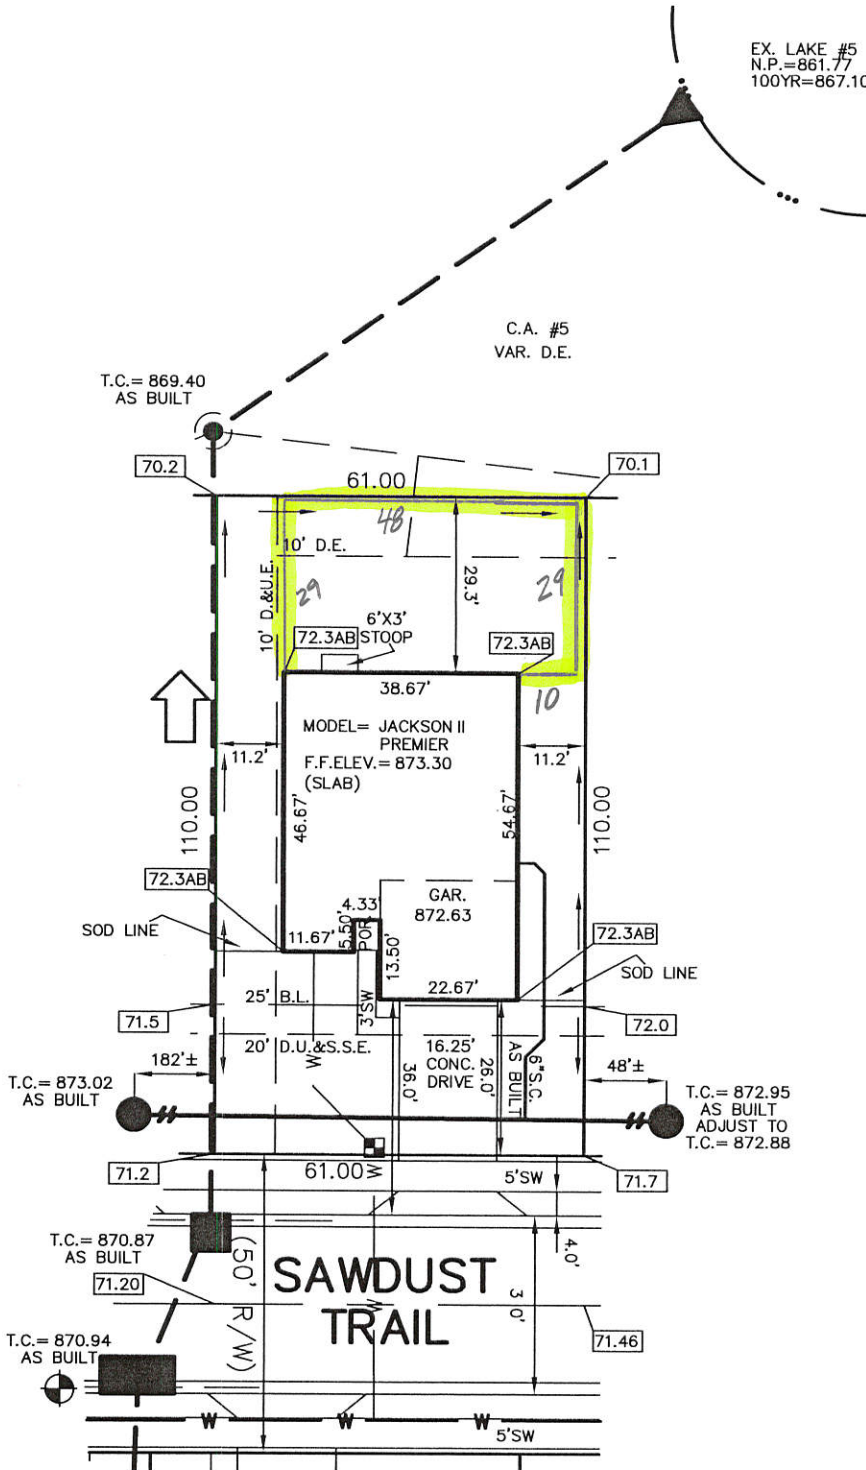 EX. LAKE #5
N.P.=861.77
100YR=867.10
C.A. #5
VAR. D.E.
T.C.= 869.40
AS BUILT
70.2
61.00
70.1
48
10' D.E.
10' D.&U.E.
29
29.3'
29
6'X3'
STOOP
72.3AB
72.3AB
38.67'
10
MODEL= JACKSON II
PREMIER
F.F.ELEV.= 873.30
(SLAB)
11.2'
11.2'
110.00
46.67'
54.67'
110.00
72.3AB
GAR.
872.63
4.33'
5.50'
POR.
11.67'
13.50'
SOD LINE
72.3AB
SOD LINE
22.67'
25' B.L.
3'SW
71.5
72.0
20' D.U.&S.S.E.
W
16.25'
CONC.
DRIVE
36.0'
26.0'
AS BUILT
6"S.C.
182'±
48'±
T.C.= 873.02
AS BUILT
T.C.= 872.95
AS BUILT
ADJUST TO
T.C.= 872.88
71.2
61.00
W
5'SW
71.7
4.0'
T.C.= 870.87
AS BUILT
(50' R/W)
SAWDUST
TRAIL
W
71.20
71.46
T.C.= 870.94
AS BUILT
W
W
W
5'SW